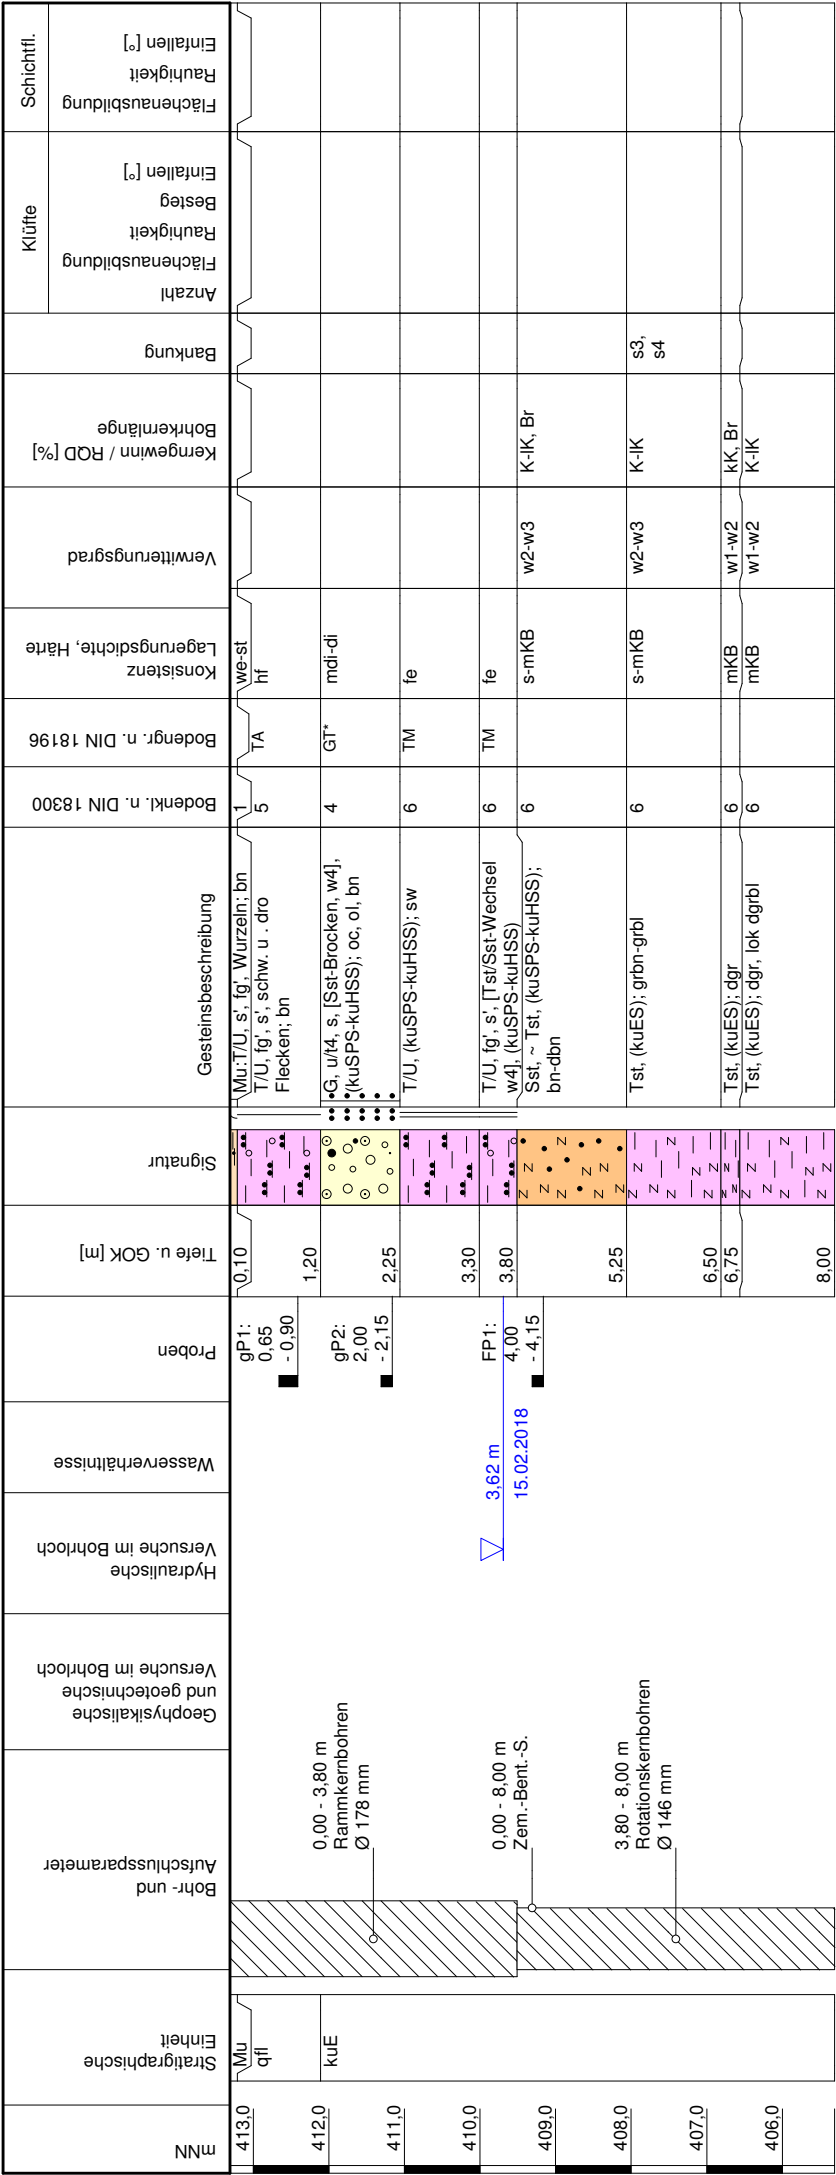 mNN
Stratigraphische
Einheit
Bohr- und
Aufschlussparameter
Geophysikalische
und geotechnische
Versuche im Bohrloch
Hydraulische
Versuche im Bohrloch
Wasserverhältnisse
Proben
Tiefe u. GOK [m]
Signatur
Gesteinsbeschreibung
Bodenkl. n. DIN 18300
Bodengr. n. DIN 18196
Konsistenz
Lagerungsdichte, Härte
Verwitterungsgrad
Kerngewinn / RQD [%]
Bohrkernlänge
Bankung
Klüfte
Anzahl
Flächenausbildung
Rauhigkeit
Besteg
Einfallen [°]
Schichtfl.
Flächenausbildung
Rauhigkeit
Einfallen [°]
413,0
412,0
411,0
410,0
409,0
408,0
407,0
406,0
Mu
qfl
kuE
0,00 - 3,80 m
Rammkernbohren
Ø 178 mm
0,00 - 8,00 m
Zem.-Bent.-S.
3,80 - 8,00 m
Rotationskernbohren
Ø 146 mm
3,62 m
15.02.2018
gP1:
0,65
- 0,90
gP2:
2,00
- 2,15
FP1:
4,00
- 4,15
0,10
1,20
2,25
3,30
3,80
5,25
6,50
6,75
8,00
Mu:T/U, s', fg', Wurzeln; bn
T/U, fg', s', schw. u . dro
Flecken; bn
G, u/t4, s, [Sst-Brocken, w4],
(kuSPS-kuHSS); oc, ol, bn
T/U, (kuSPS-kuHSS); sw
T/U, fg', s', [Tst/Sst-Wechsel
w4], (kuSPS-kuHSS)
Sst, ~ Tst, (kuSPS-kuHSS);
bn-dbn
Tst, (kuES); grbn-grbl
Tst, (kuES); dgr
Tst, (kuES); dgr, lok dgrbl
1
5
4
6
6
6
6
6
6
TA
GT*
TM
TM
we-st
hf
mdi-di
fe
fe
s-mKB
s-mKB
mKB
mKB
w2-w3
w2-w3
w1-w2
w1-w2
K-lK, Br
K-lK
kK, Br
K-lK
s3,
s4